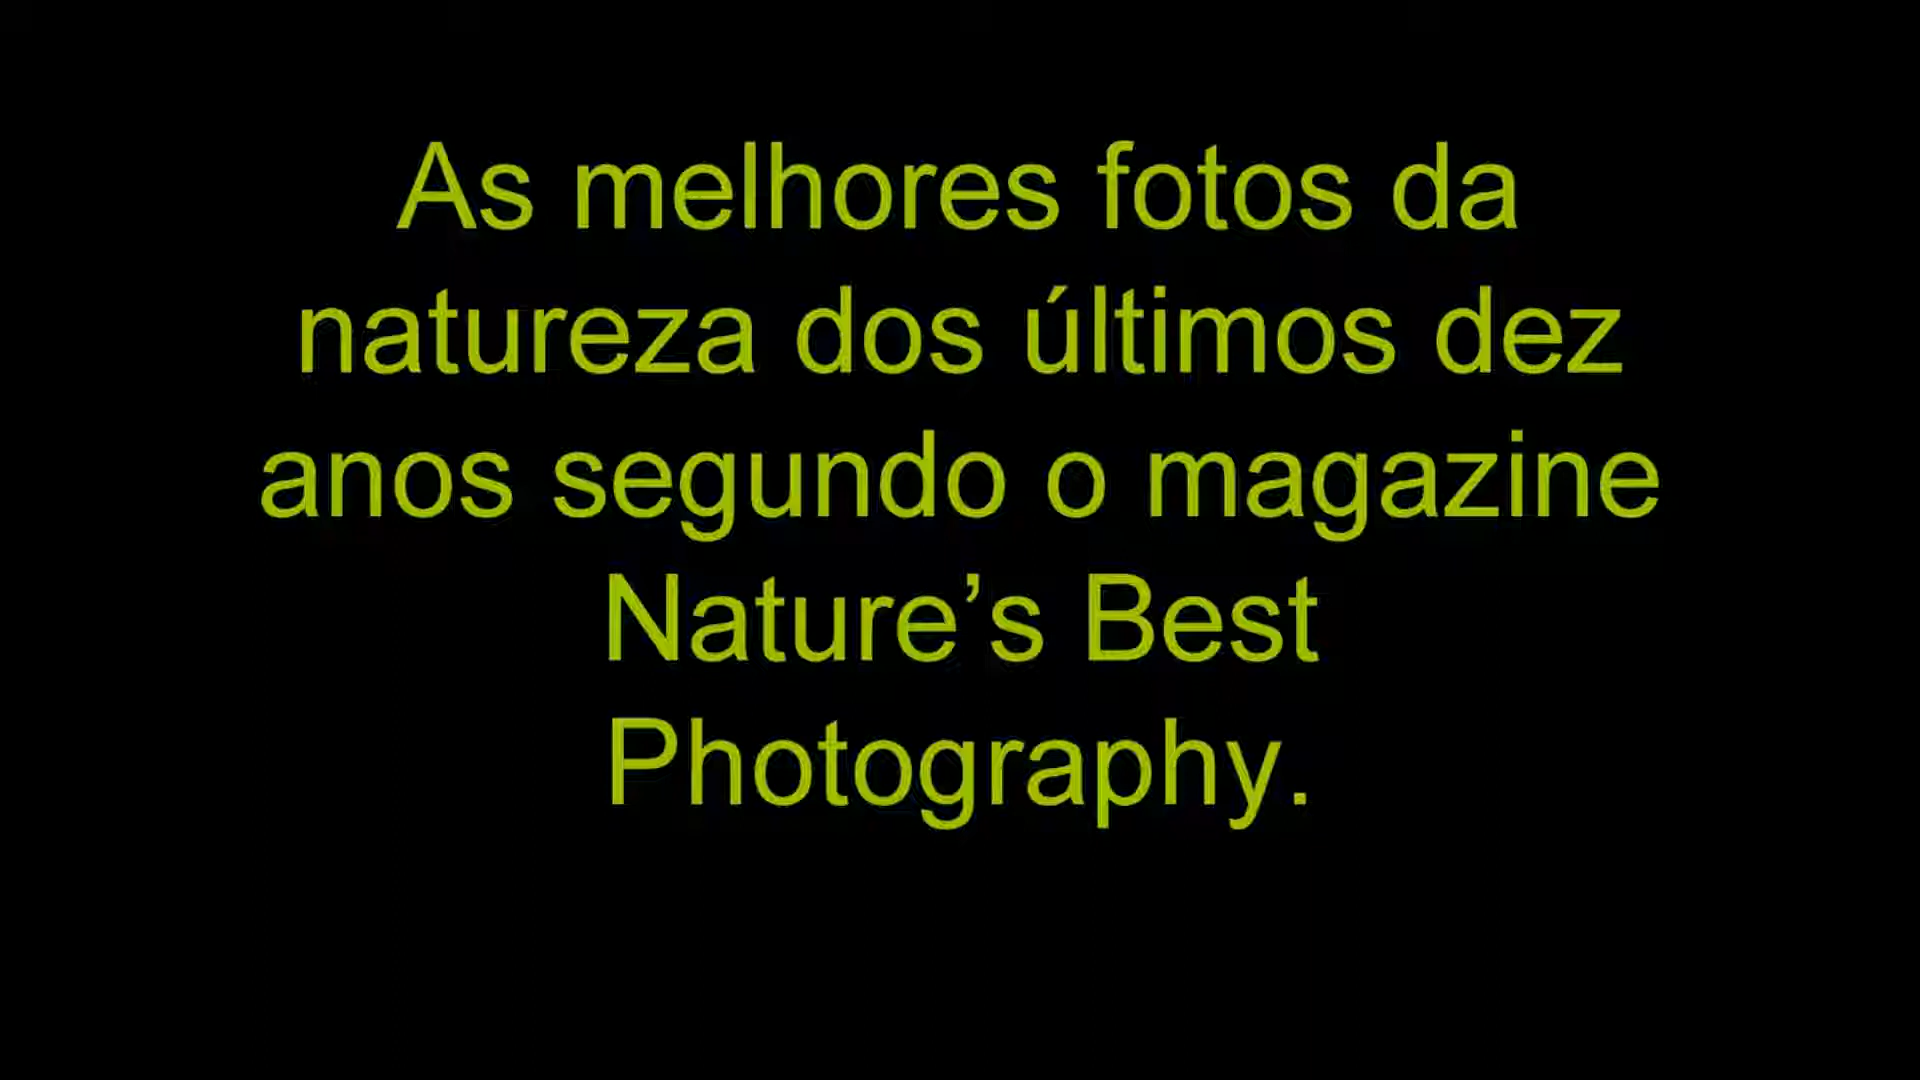 As melhores fotos da
natureza dos últimos dez
anos segundo o magazine
Nature’s Best
Photography.